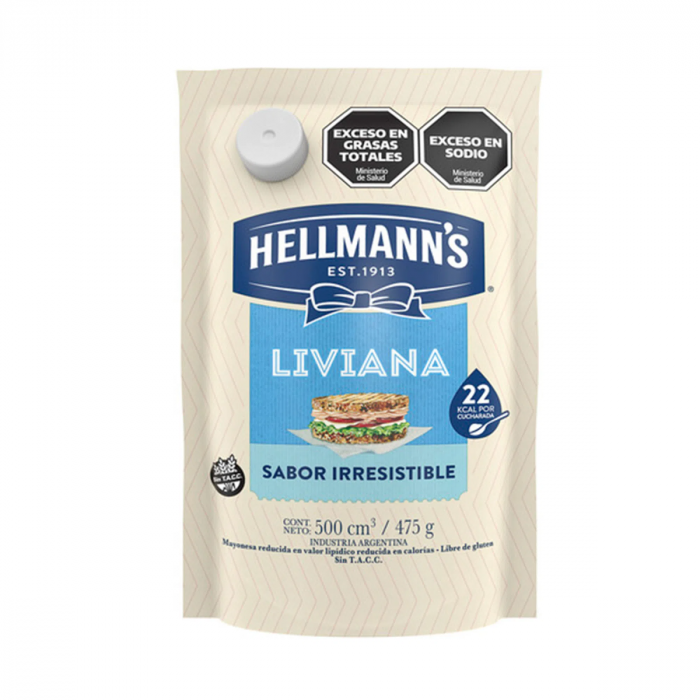 EXCESO EN
GRASAS
TOTALES
Ministerio
de Salud
EXCESO EN
SODIO
Ministerio
de Salud
HELLMANN'S
EST.1913
®
LIVIANA
22
KCAL POR
CUCHARADA
SABOR IRRESISTIBLE
Sin T.A.C.C.
CONT.
NETO: 500 cm³ / 475 g
INDUSTRIA ARGENTINA
Mayonesa reducida en valor lipídico reducida en calorías - Libre de gluten
Sin T.A.C.C.